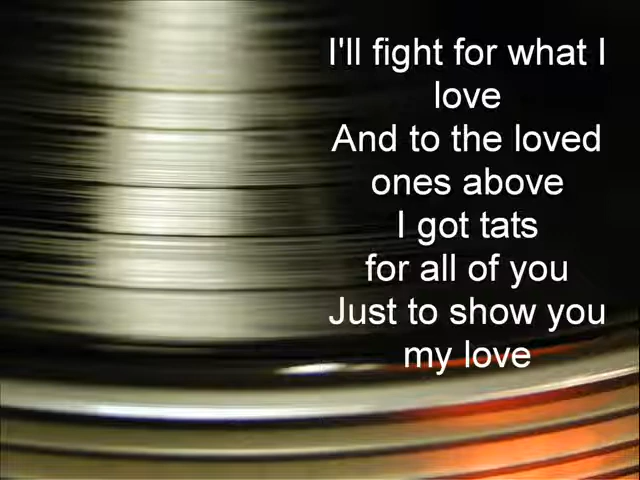 I'll fight for what I
love
And to the loved
ones above
I got tats
for all of you
Just to show you
my love